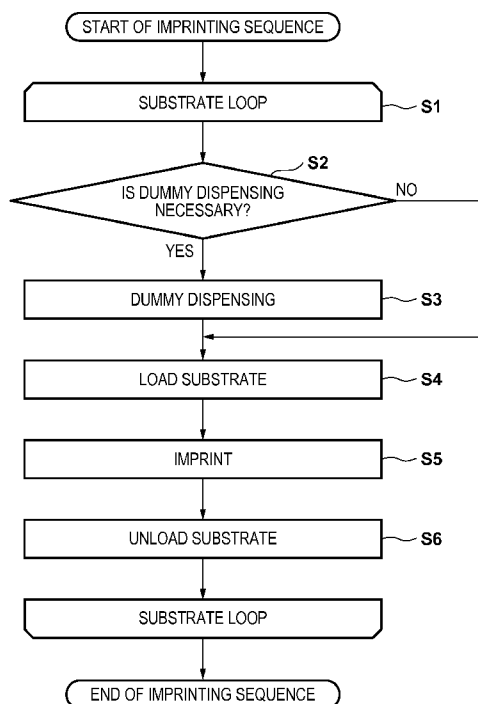 START OF IMPRINTING SEQUENCE
SUBSTRATE LOOP
S1
S2
IS DUMMY DISPENSING
NECESSARY?
NO
YES
DUMMY DISPENSING
S3
LOAD SUBSTRATE
S4
IMPRINT
S5
UNLOAD SUBSTRATE
S6
SUBSTRATE LOOP
END OF IMPRINTING SEQUENCE